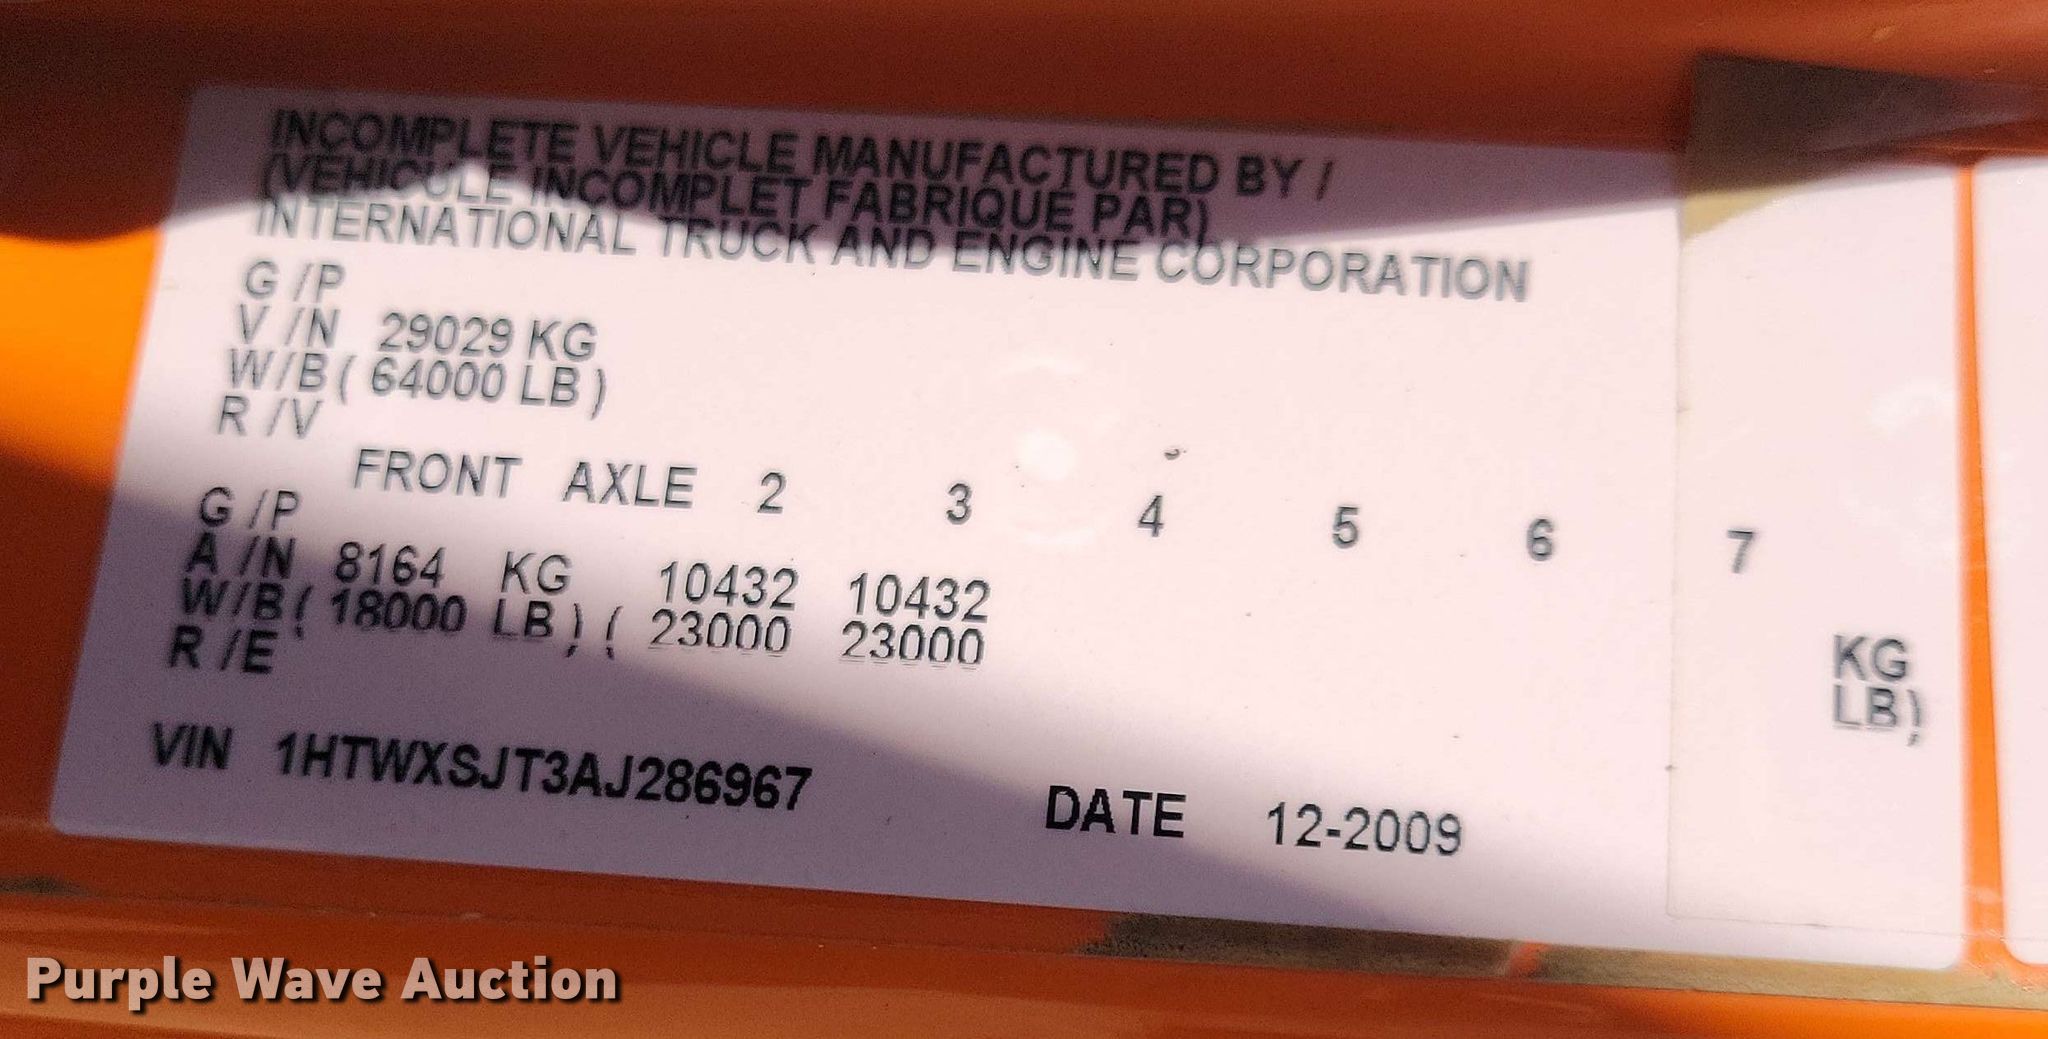 INCOMPLETE VEHICLE MANUFACTURED BY /
(VEHICULE INCOMPLET FABRIQUE PAR)
INTERNATIONAL TRUCK AND ENGINE CORPORATION
G /P
V /N 29029 KG
W/B ( 64000 LB )
R /V
FRONT AXLE 2 3 4 5 6 7
G /P
A /N 8164 KG 10432 10432 KG
W/B ( 18000 LB ) ( 23000 23000 LB)
R /E
VIN 1HTWXSJT3AJ286967 DATE 12-2009
Purple Wave Auction